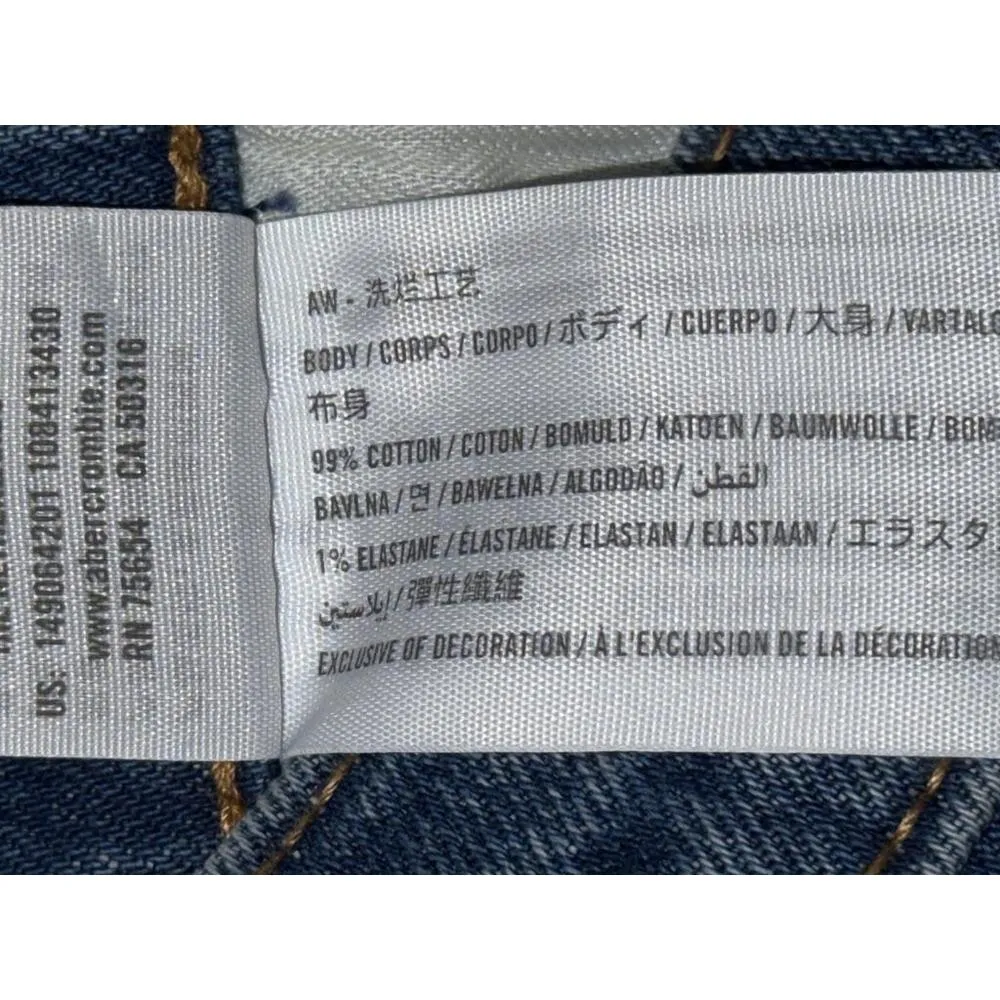 US: 149064201 108413430
www.abercrombie.com
RN 75654 CA 50316
AW - 洗烂工艺
BODY / CORPS / CORPO / ボディ / CUERPO / 大身 / VARTALO
布身
99% COTTON / COTON / BOMULD / KATOEN / BAUMWOLLE / BOM
BAVLNA / 면 / BAWEŁNA / ALGODÃO / القطن
1% ELASTANE / ÉLASTANE / ELASTAN / ELASTAAN / エラスタ
إيلاستين / 彈性纖維
EXCLUSIVE OF DECORATION / À L'EXCLUSION DE LA DÉCORATION